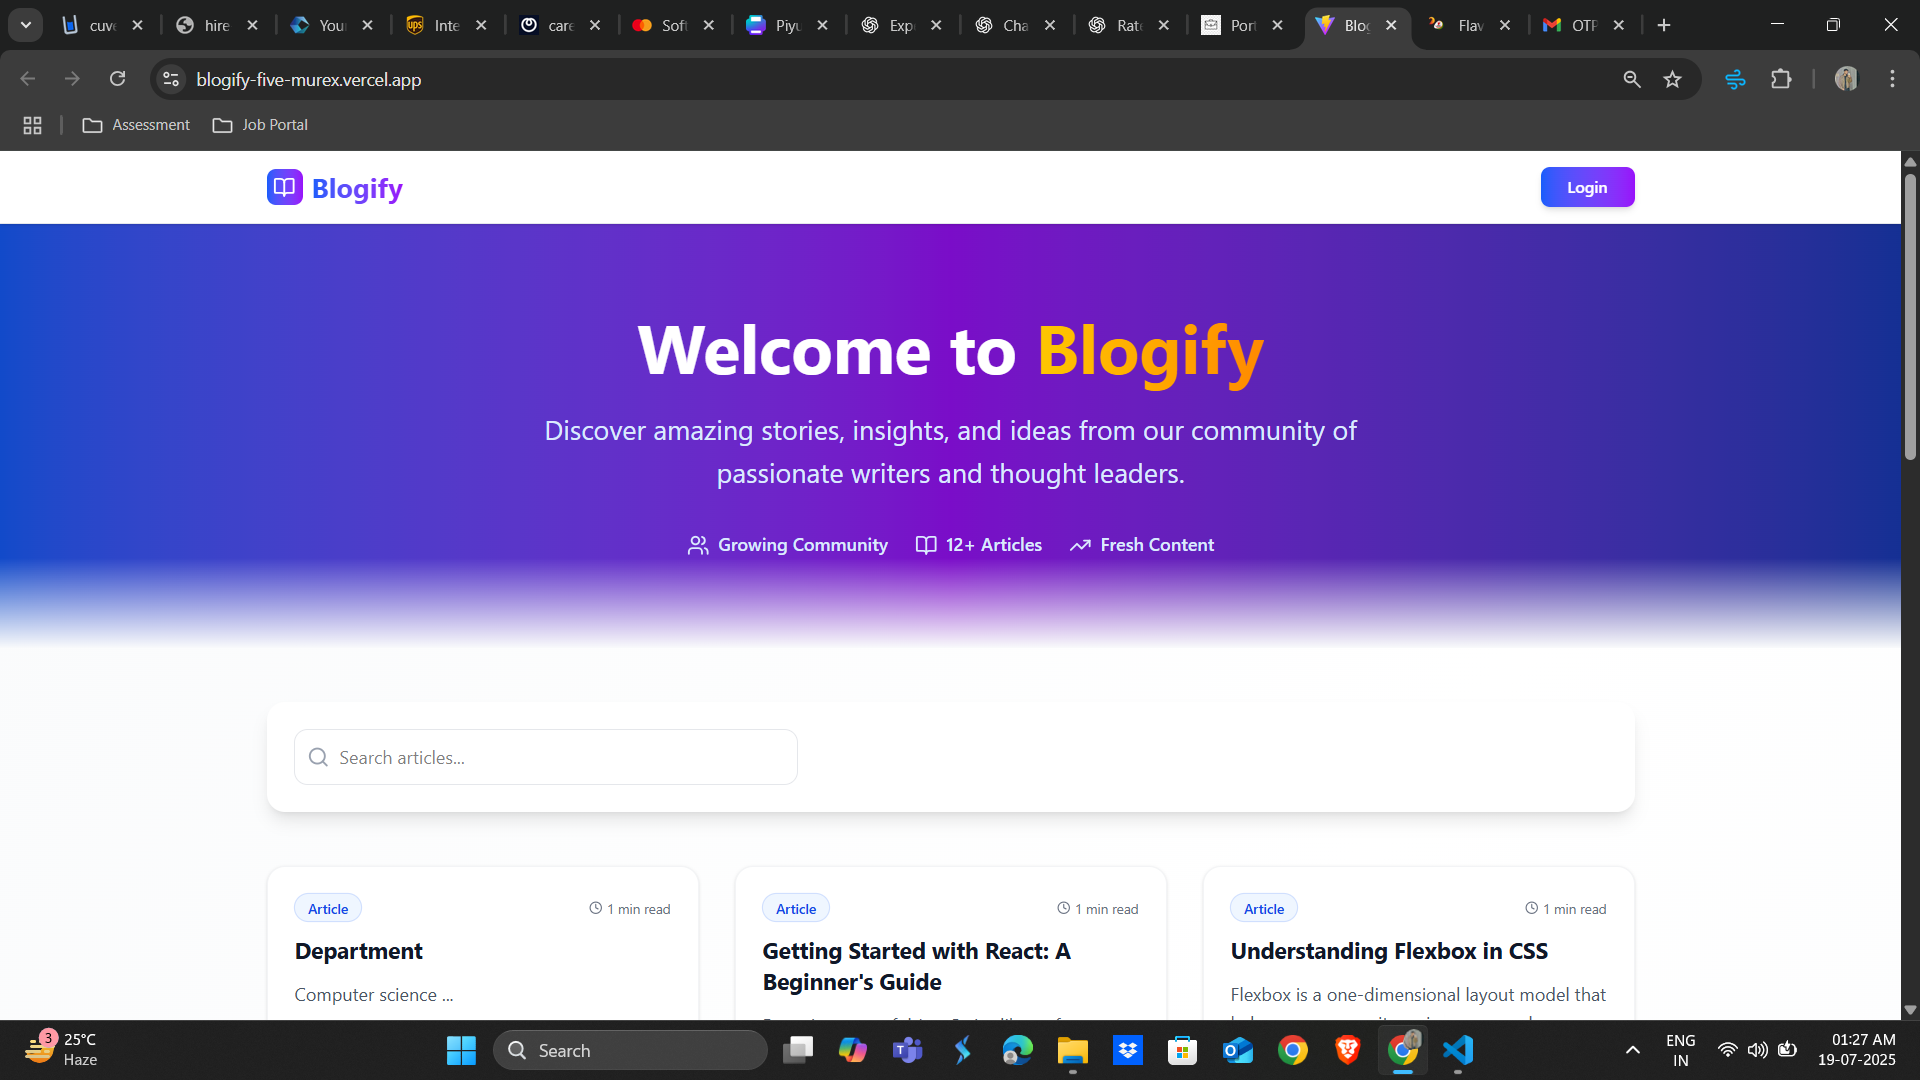 cuve
hire
You
Inte
care
Soft
Piyu
Exp
Cha
Rate
Port
Blog
Flav
OTP
blogify-five-murex.vercel.app
Assessment
Job Portal
Blogify
Login
Welcome to Blogify
Discover amazing stories, insights, and ideas from our community of
passionate writers and thought leaders.
Growing Community
12+ Articles
Fresh Content
Search articles...
Article
1 min read
Department
Computer science ...
Article
1 min read
Getting Started with React: A
Beginner's Guide
Article
1 min read
Understanding Flexbox in CSS
Flexbox is a one-dimensional layout model that
3
25°C
Haze
Search
ENG
IN
01:27 AM
19-07-2025